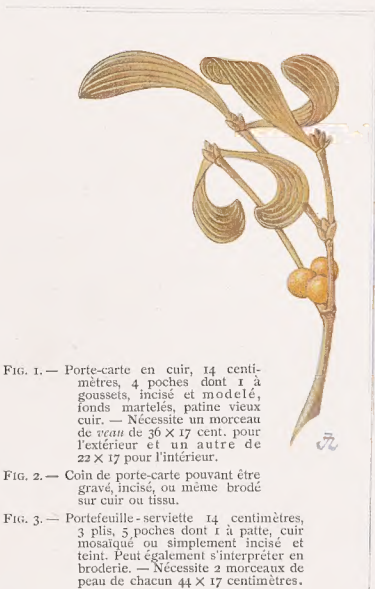 FIG. 1. — Porte-carte en cuir, 14 centi-
mètres, 4 poches dont 1 à
goussets, incisé et modelé,
fonds martelés, patine vieux
cuir. — Nécessite un morceau
de veau de 36 X 17 cent. pour
l'extérieur et un autre de
22 X 17 pour l'intérieur.
FIG. 2. — Coin de porte-carte pouvant être
gravé, incisé, ou même brodé
sur cuir ou tissu.
FIG. 3. — Portefeuille-serviette 14 centimètres,
3 plis, 5 poches dont 1 à patte, cuir
mosaïqué ou simplement incisé et
teint. Peut également s'interpréter en
broderie. — Nécessite 2 morceaux de
peau de chacun 44 X 17 centimètres.